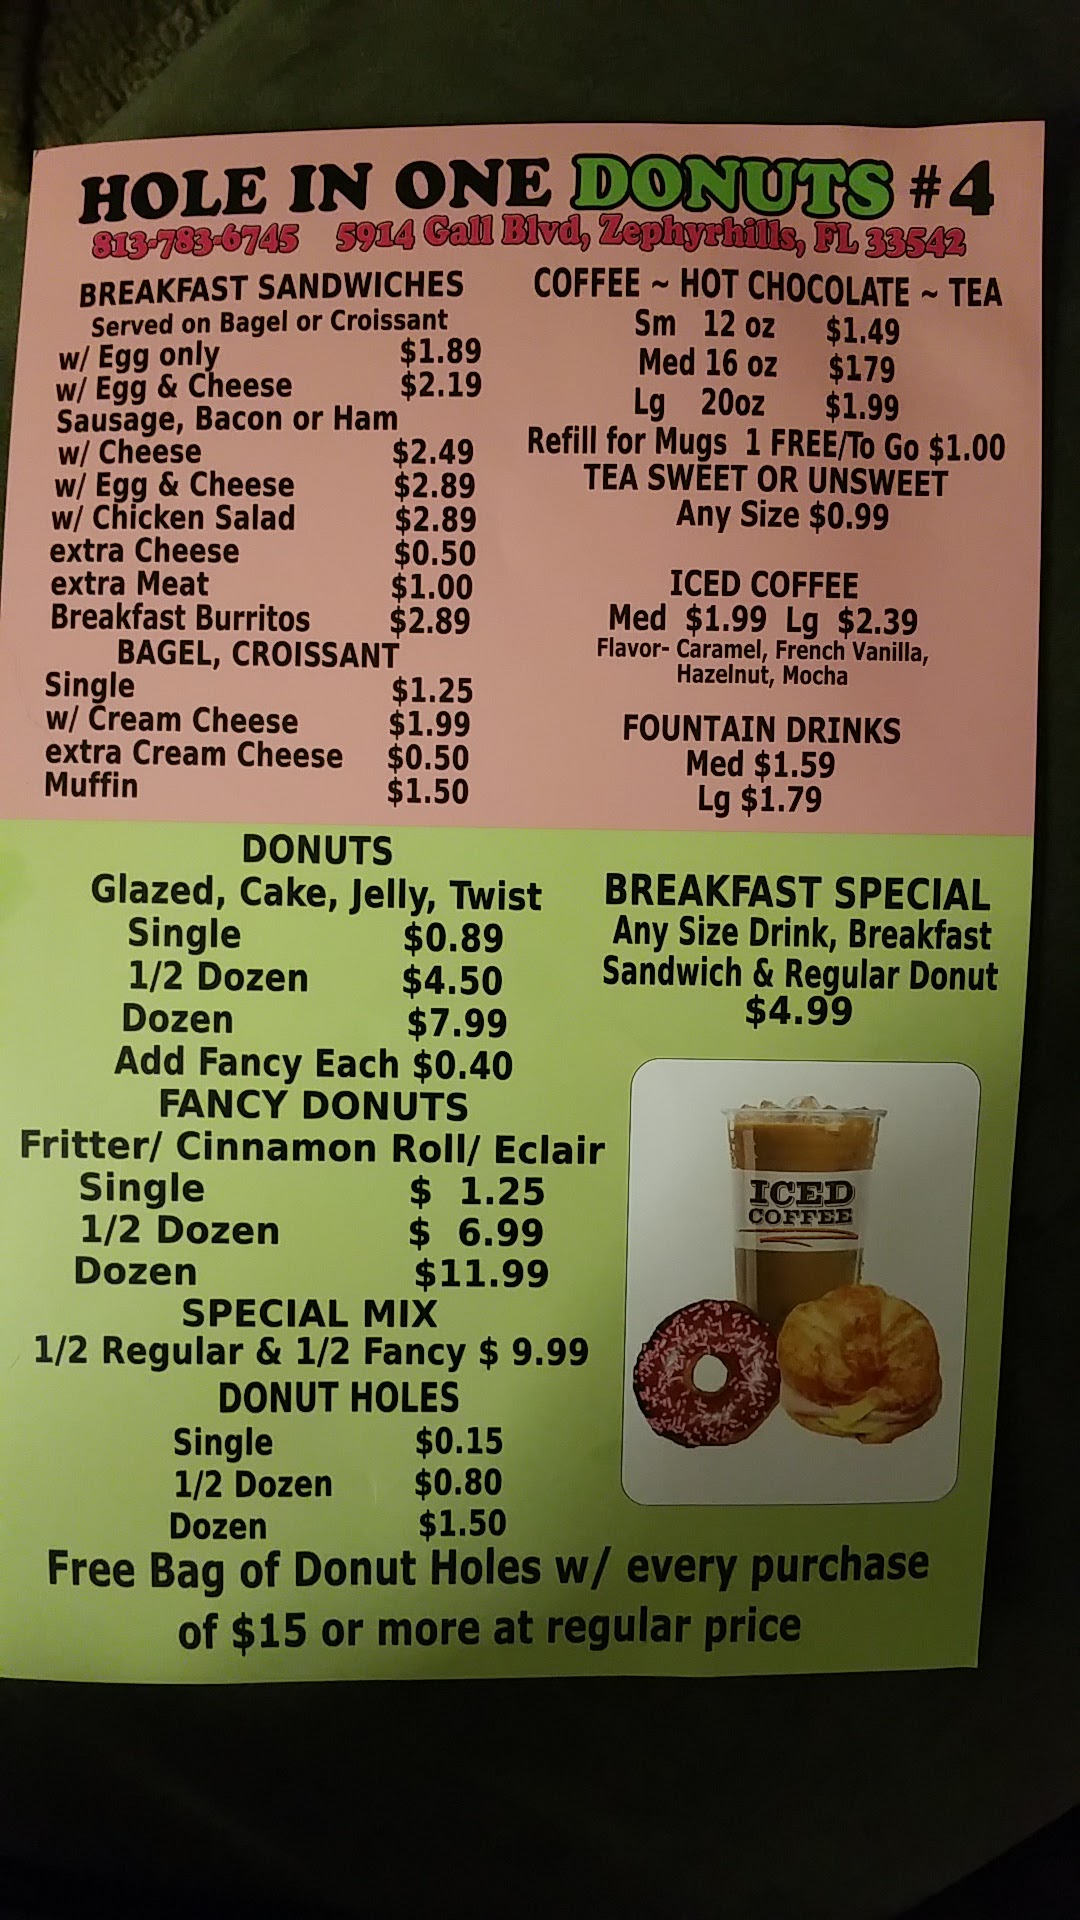 HOLE IN ONE DONUTS #4
813-783-6745 5914 Gall Blvd, Zephyrhills, FL 33542
BREAKFAST SANDWICHES
Served on Bagel or Croissant
w/ Egg only $1.89
w/ Egg & Cheese $2.19
Sausage, Bacon or Ham
w/ Cheese $2.49
w/ Egg & Cheese $2.89
w/ Chicken Salad $2.89
extra Cheese $0.50
extra Meat $1.00
Breakfast Burritos $2.89
BAGEL, CROISSANT
Single $1.25
w/ Cream Cheese $1.99
extra Cream Cheese $0.50
Muffin $1.50
COFFEE ~ HOT CHOCOLATE ~ TEA
Sm 12 oz $1.49
Med 16 oz $179
Lg 20oz $1.99
Refill for Mugs 1 FREE/To Go $1.00
TEA SWEET OR UNSWEET
Any Size $0.99
ICED COFFEE
Med $1.99 Lg $2.39
Flavor- Caramel, French Vanilla,
Hazelnut, Mocha
FOUNTAIN DRINKS
Med $1.59
Lg $1.79
DONUTS
Glazed, Cake, Jelly, Twist
Single $0.89
1/2 Dozen $4.50
Dozen $7.99
Add Fancy Each $0.40
FANCY DONUTS
Fritter/ Cinnamon Roll/ Eclair
Single $ 1.25
1/2 Dozen $ 6.99
Dozen $11.99
SPECIAL MIX
1/2 Regular & 1/2 Fancy $ 9.99
DONUT HOLES
Single $0.15
1/2 Dozen $0.80
Dozen $1.50
BREAKFAST SPECIAL
Any Size Drink, Breakfast
Sandwich & Regular Donut
$4.99
ICED
COFFEE
Free Bag of Donut Holes w/ every purchase
of $15 or more at regular price